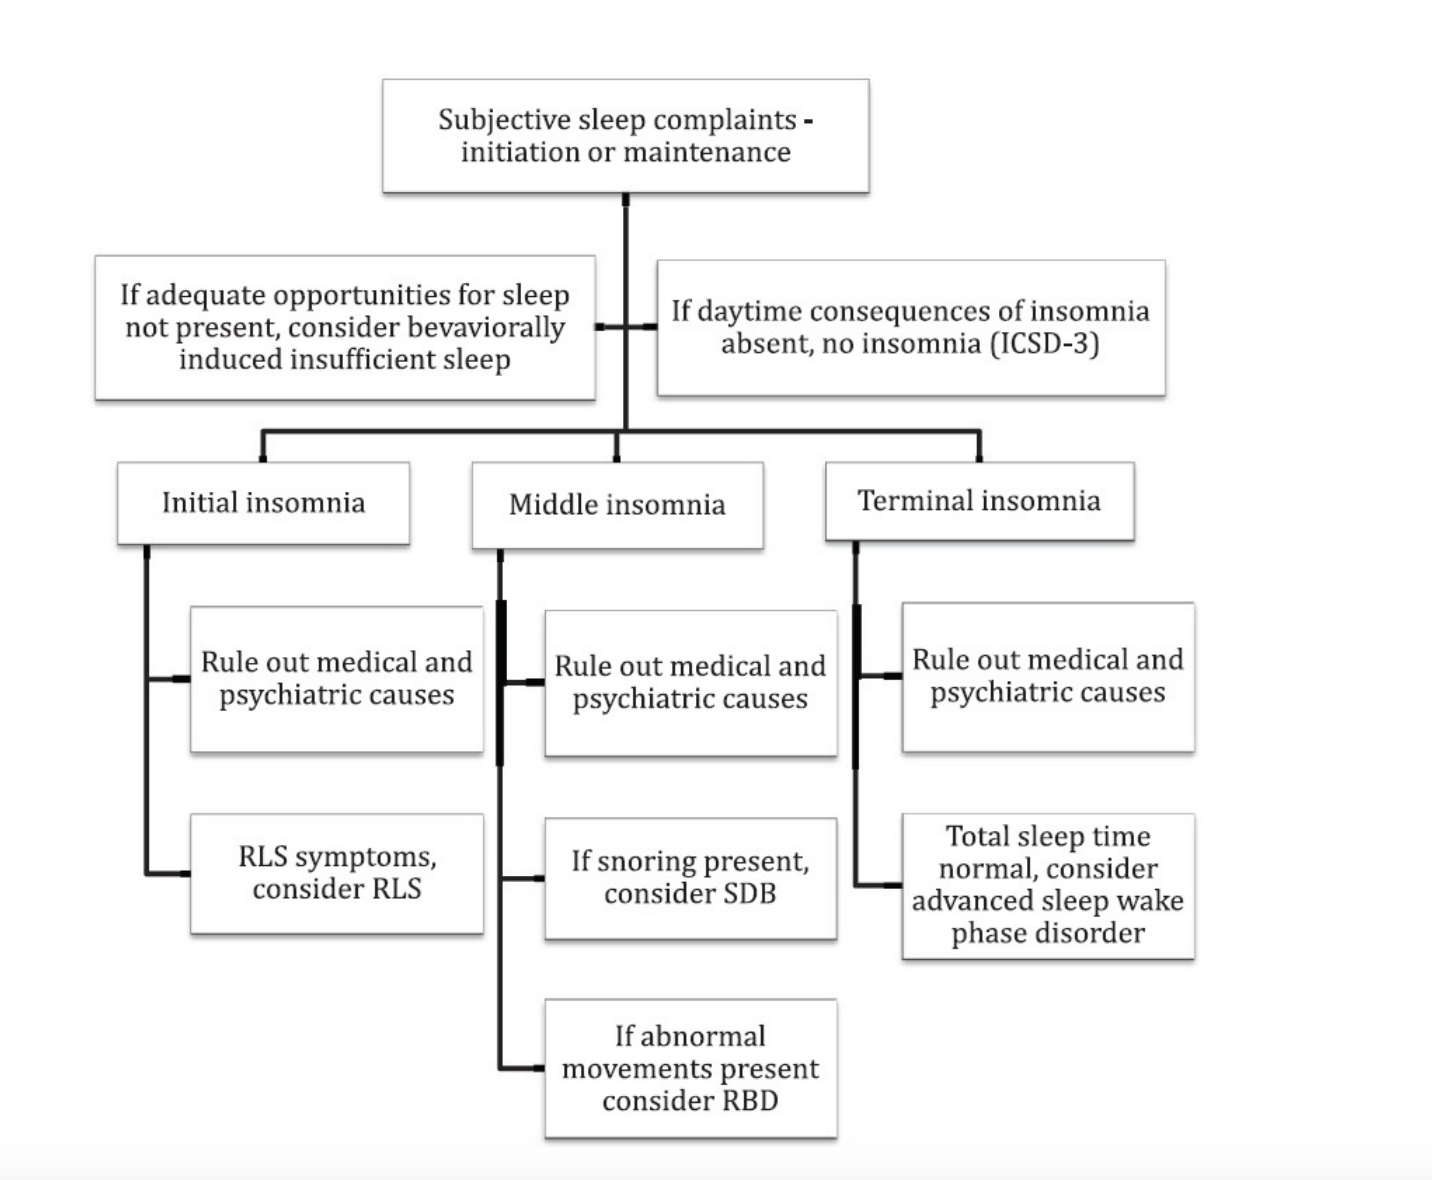 Subjective sleep complaints -
initiation or maintenance
If adequate opportunities for sleep
not present, consider bevaviorally
induced insufficient sleep
If daytime consequences of insomnia
absent, no insomnia (ICSD-3)
Initial insomnia
Middle insomnia
Terminal insomnia
Rule out medical and
psychiatric causes
RLS symptoms,
consider RLS
Rule out medical and
psychiatric causes
If snoring present,
consider SDB
If abnormal
movements present
consider RBD
Rule out medical and
psychiatric causes
Total sleep time
normal, consider
advanced sleep wake
phase disorder